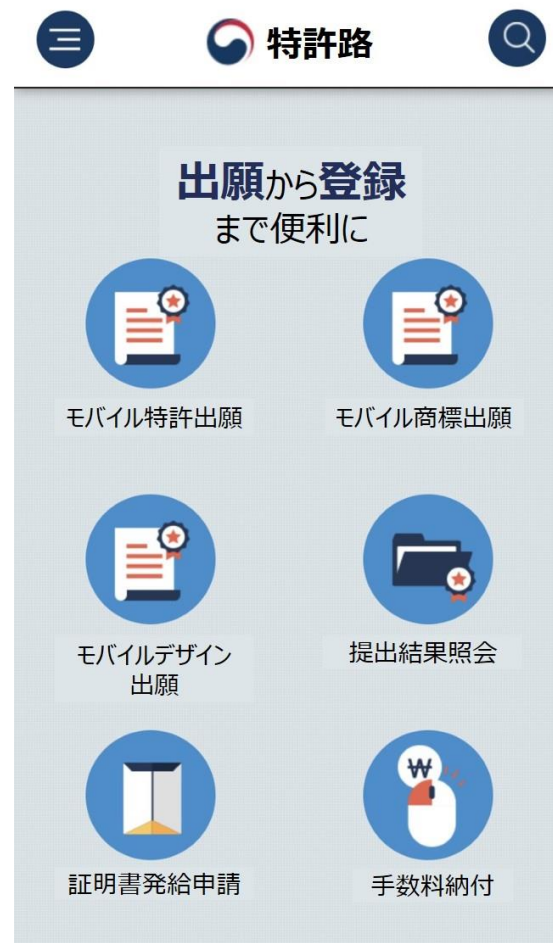 特許路
出願から登録
まで便利に
モバイル特許出願
モバイル商標出願
モバイルデザイン
出願
提出結果照会
証明書発給申請
₩
手数料納付